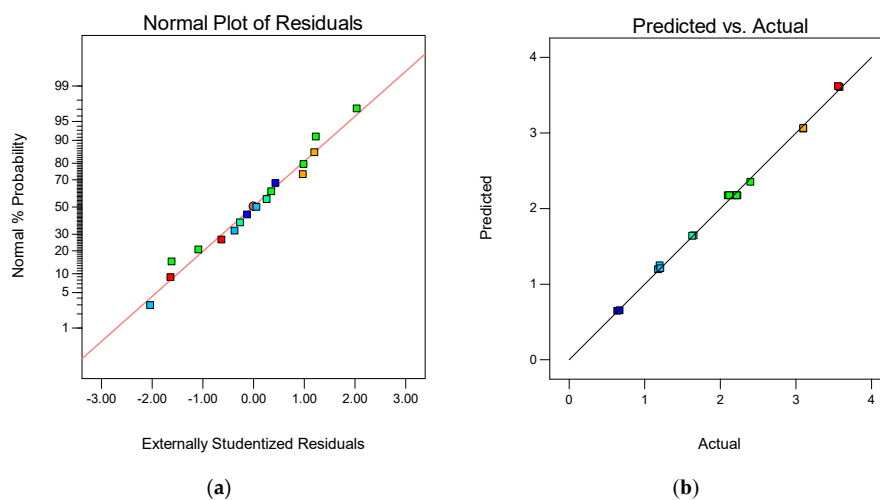 Normal Plot of Residuals
Normal % Probability
99
95
90
80
70
50
30
20
10
5
1
-3.00 -2.00 -1.00 0.00 1.00 2.00 3.00
Externally Studentized Residuals
(a)
Predicted vs. Actual
Predicted
4
3
2
1
0
0 1 2 3 4
Actual
(b)